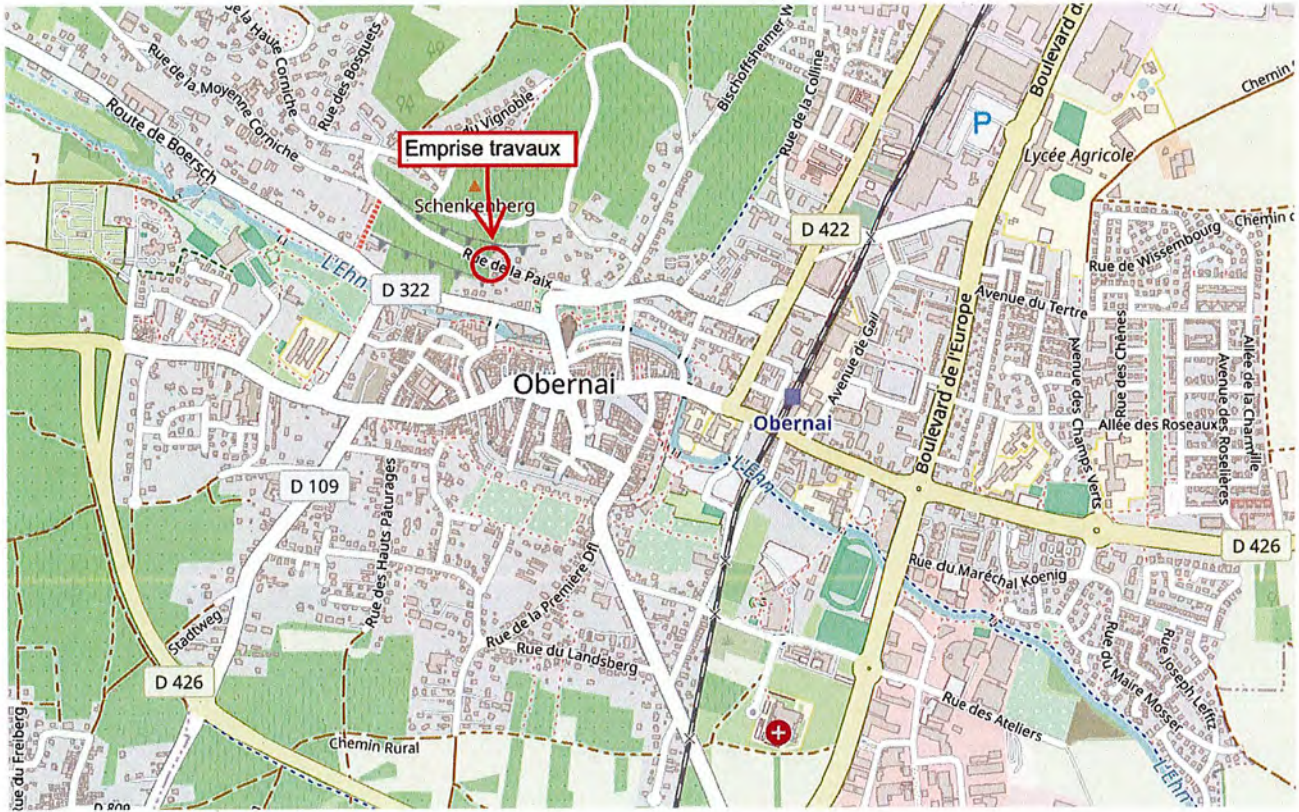 de la Haute Corniche
Rue de la Moyenne Corniche
Rue des Bosquets
Route de Boersch
du Vignoble
Emprise travaux
Schenkenberg
Rue de la Paix
L'Ehn
D 322
Bischoffsheimer W
Rue de la Colline
D 422
P
Boulevard d
Boulevard de l'Europe
Lycée Agricole
Chemin
Chemin d
Rue de Wissembourg
Avenue du Tertre
Avenue de Gail
Rue des Chênes
Avenue des Champs Verts
Allée des Roseaux
Allée de la Charmille
Avenue des Roselières
Obernai
Obernai
L'Ehn
D 109
Rue des Hauts Pâturages
Rue de la Première Dfl
Rue du Landsberg
Stadtweg
D 426
D 426
Rue du Maréchal Koenig
Rue du Maire Mosser
Rue Joseph Leftz
Rue des Ateliers
Chemin Rural
Rue du Freiberg
D 809
L'Ehn